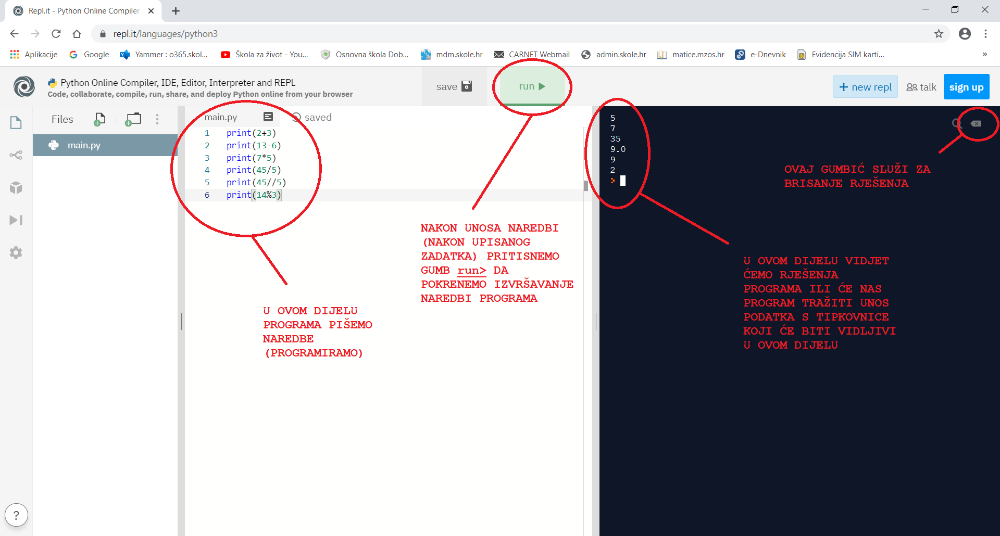 Repl.it - Python Online Compiler
repl.it/languages/python3
Aplikacije
Google
Yammer : o365.skol...
Škola za život - You...
Osnovna škola Dob...
mdm.skole.hr
CARNET Webmail
admin.skole.hr
matice.mzos.hr
e-Dnevnik
Evidencija SIM karti...
»
Python Online Compiler, IDE, Editor, Interpreter and REPL
Code, collaborate, compile, run, share, and deploy Python online from your browser
save
run
+ new repl
talk
sign up
Files
main.py
main.py
saved
1 print(2+3)
2 print(13-6)
3 print(7*5)
4 print(45/5)
5 print(45//5)
6 print(14%3)
5
7
35
9.0
9
2
>
OVAJ GUMBIĆ SLUŽI ZA
BRISANJE RJEŠENJA
NAKON UNOSA NAREDBI
(NAKON UPISANOG
ZADATKA) PRITISNEMO
GUMB run> DA
POKRENEMO IZVRŠAVANJE
NAREDBI PROGRAMA
U OVOM DIJELU
PROGRAMA PIŠEMO
NAREDBE
(PROGRAMIRAMO)
U OVOM DIJELU VIDJET
ĆEMO RJEŠENJA
PROGRAMA ILI ĆE NAS
PROGRAM TRAŽITI UNOS
PODATKA S TIPKOVNICE
KOJI ĆE BITI VIDLJIVI
U OVOM DIJELU
?